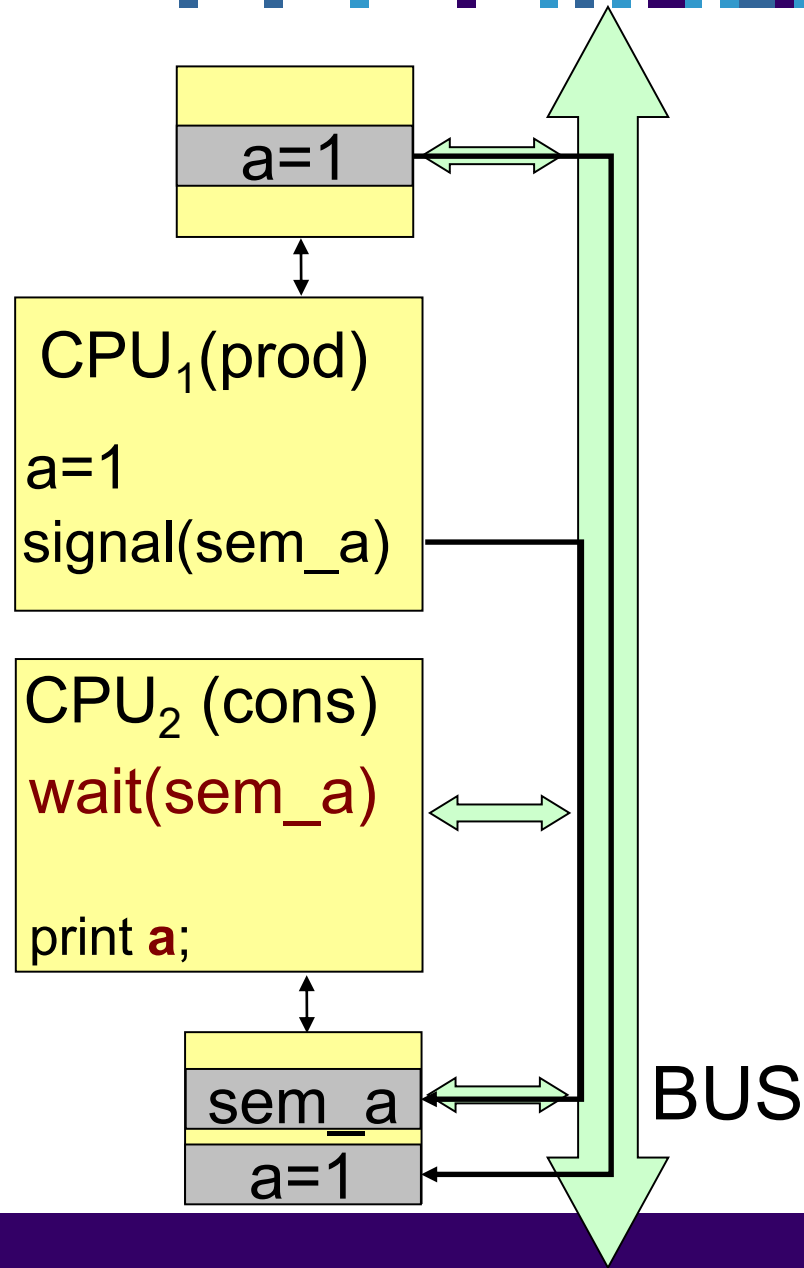 a=1
CPU₁(prod)
a=1
signal(sem_a)
CPU₂ (cons)
wait(sem_a)
print a;
sem_a
BUS
a=1